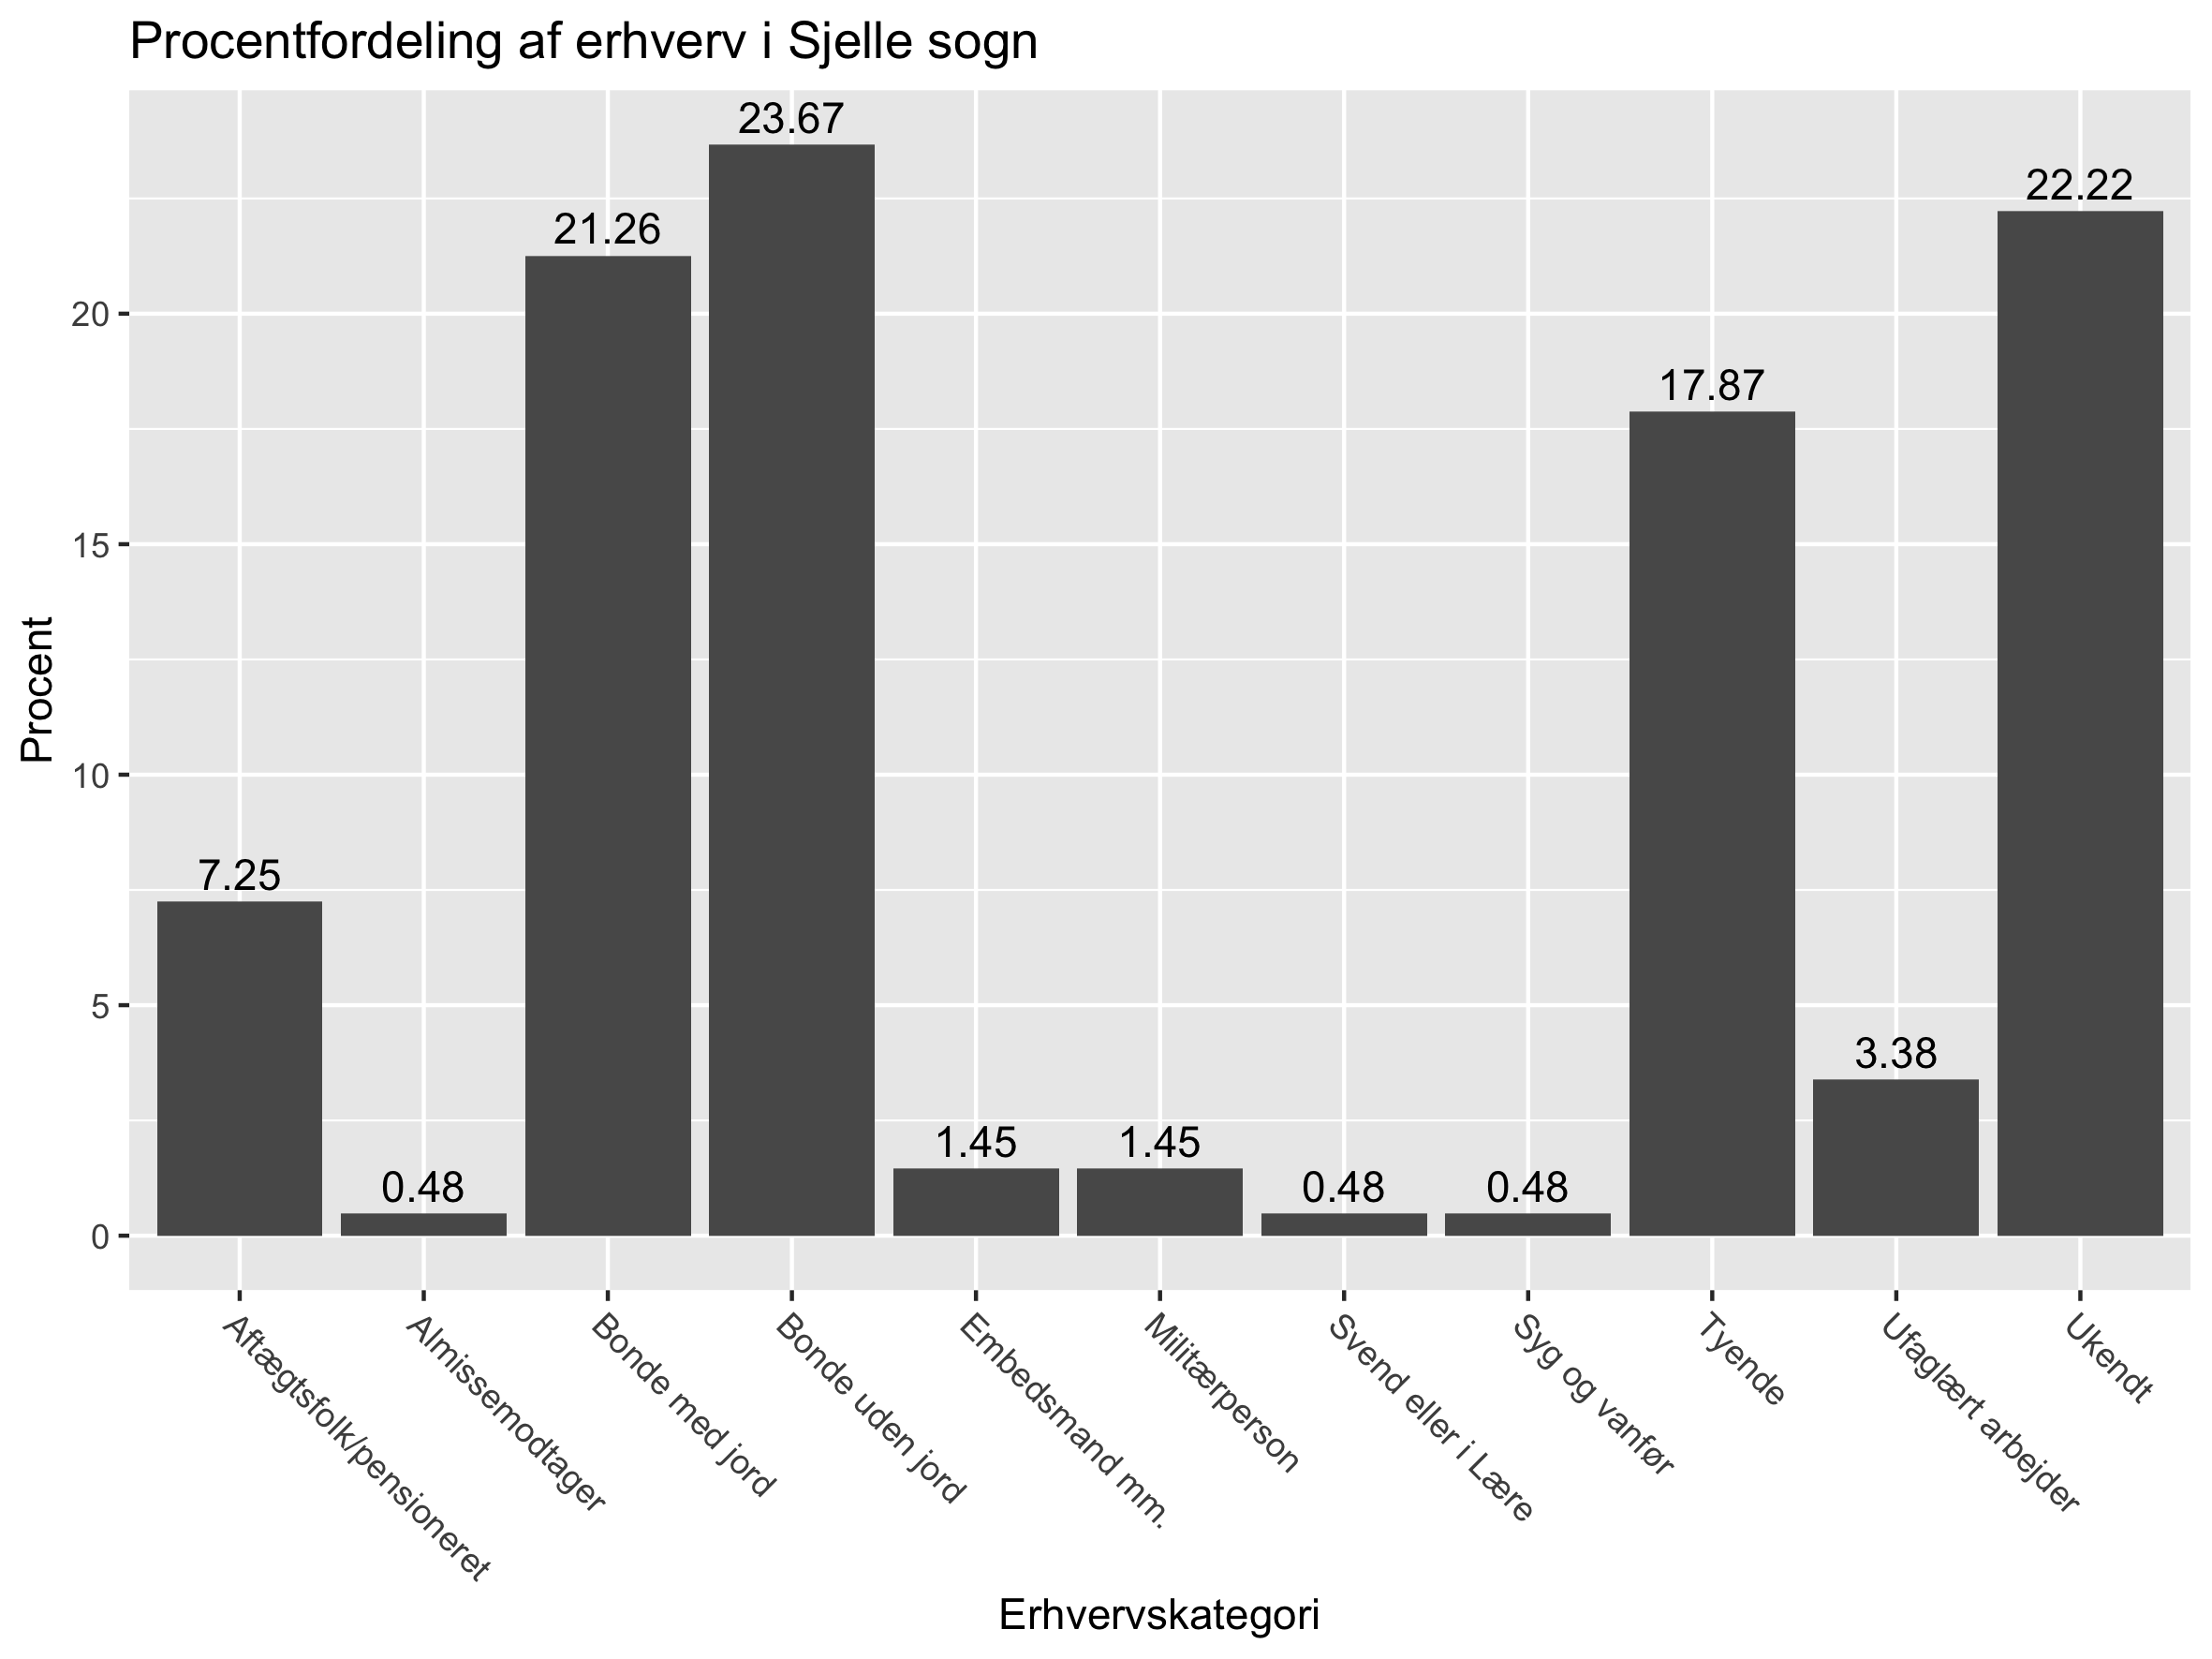 Procentfordeling af erhverv i Sjelle sogn
Procent
20
15
10
5
0
7.25
0.48
21.26
23.67
1.45
1.45
0.48
0.48
17.87
3.38
22.22
Aftægtsfolk/pensioneret
Almissemodtager
Bonde med jord
Bonde uden jord
Embedsmand mm.
Militærperson
Svend eller i Lære
Syg og vanfør
Tyende
Ufaglært arbejder
Ukendt
Erhvervskategori